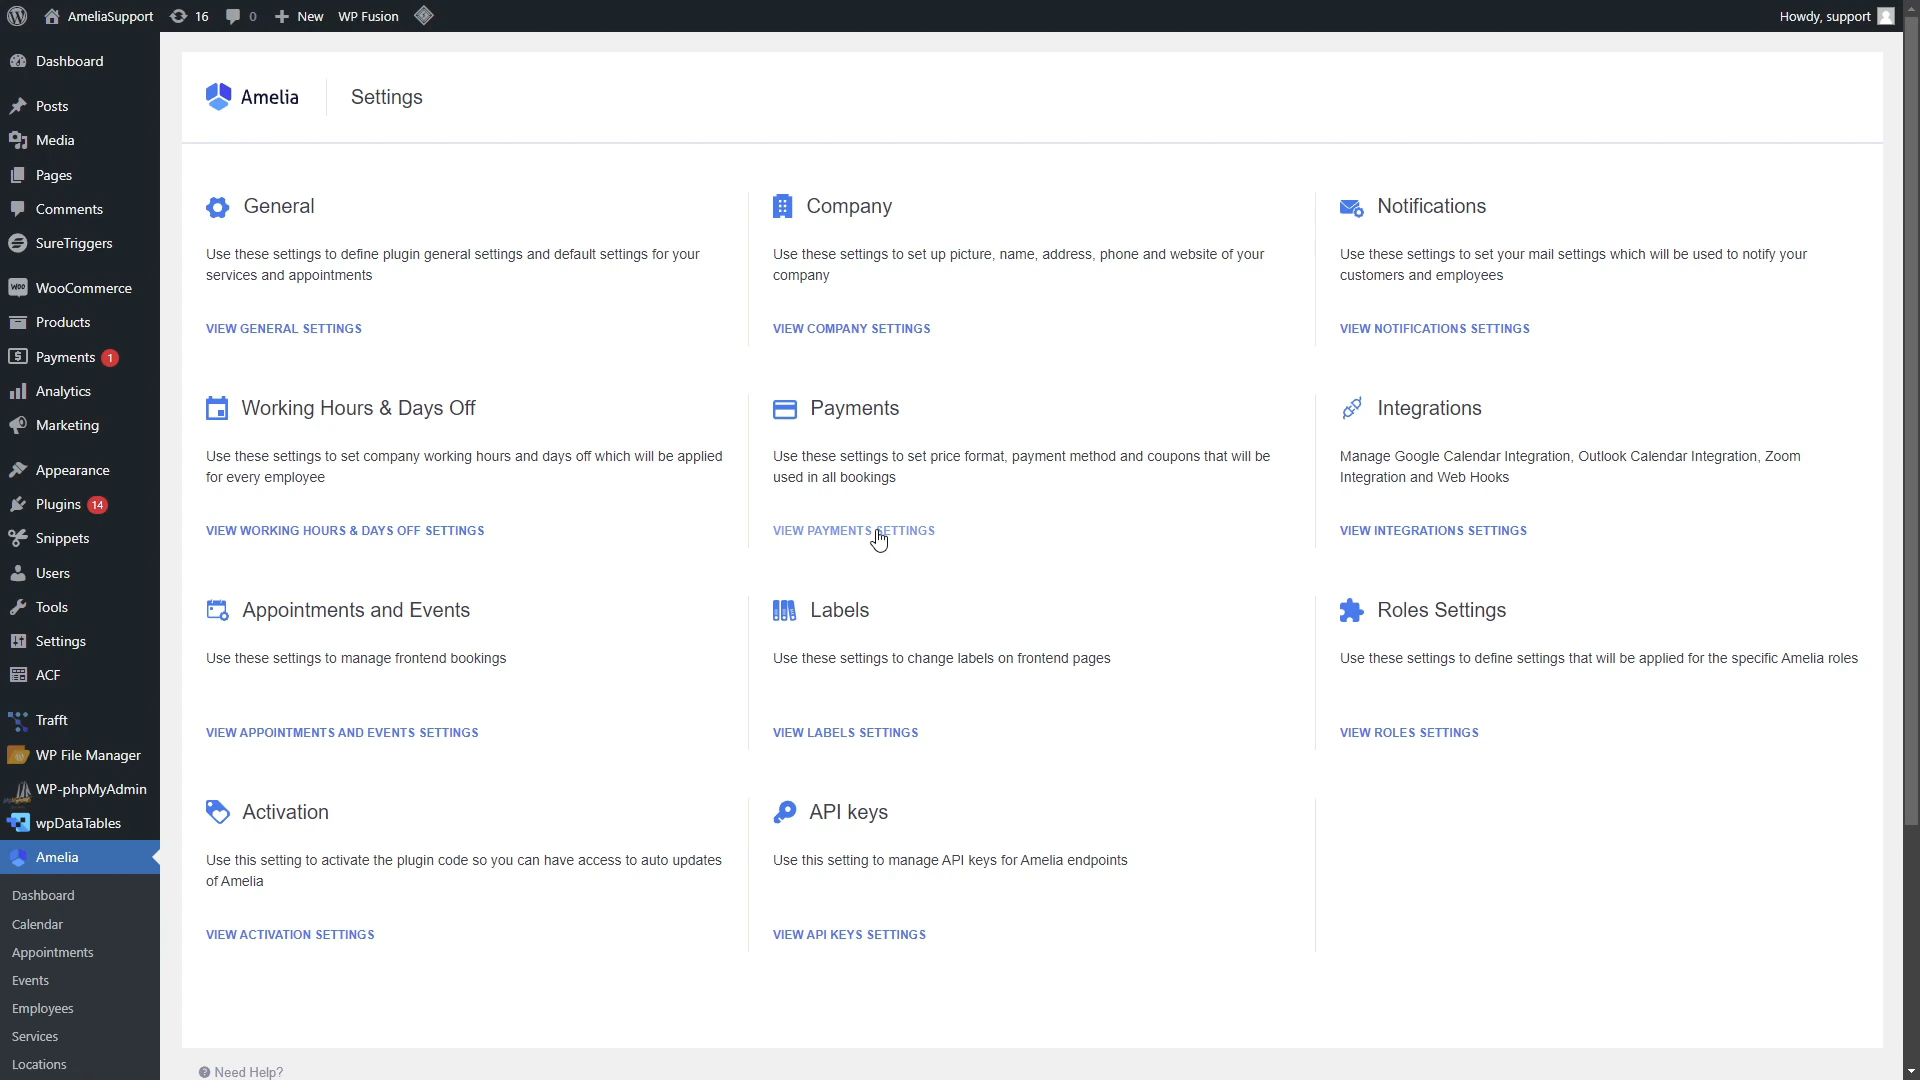 AmeliaSupport 16 0 New WP Fusion Howdy, support
Dashboard
Posts
Media
Pages
Comments
SureTriggers
WooCommerce
Products
Payments 1
Analytics
Marketing
Appearance
Plugins 14
Snippets
Users
Tools
Settings
ACF
Trafft
WP File Manager
WP-phpMyAdmin
wpDataTables
Amelia
Dashboard
Calendar
Appointments
Events
Employees
Services
Locations
Amelia Settings
General
Use these settings to define plugin general settings and default settings for your
services and appointments
VIEW GENERAL SETTINGS
Company
Use these settings to set up picture, name, address, phone and website of your
company
VIEW COMPANY SETTINGS
Notifications
Use these settings to set your mail settings which will be used to notify your
customers and employees
VIEW NOTIFICATIONS SETTINGS
Working Hours & Days Off
Use these settings to set company working hours and days off which will be applied
for every employee
VIEW WORKING HOURS & DAYS OFF SETTINGS
Payments
Use these settings to set price format, payment method and coupons that will be
used in all bookings
VIEW PAYMENTS SETTINGS
Integrations
Manage Google Calendar Integration, Outlook Calendar Integration, Zoom
Integration and Web Hooks
VIEW INTEGRATIONS SETTINGS
Appointments and Events
Use these settings to manage frontend bookings
VIEW APPOINTMENTS AND EVENTS SETTINGS
Labels
Use these settings to change labels on frontend pages
VIEW LABELS SETTINGS
Roles Settings
Use these settings to define settings that will be applied for the specific Amelia roles
VIEW ROLES SETTINGS
Activation
Use this setting to activate the plugin code so you can have access to auto updates
of Amelia
VIEW ACTIVATION SETTINGS
API keys
Use this setting to manage API keys for Amelia endpoints
VIEW API KEYS SETTINGS
Need Help?